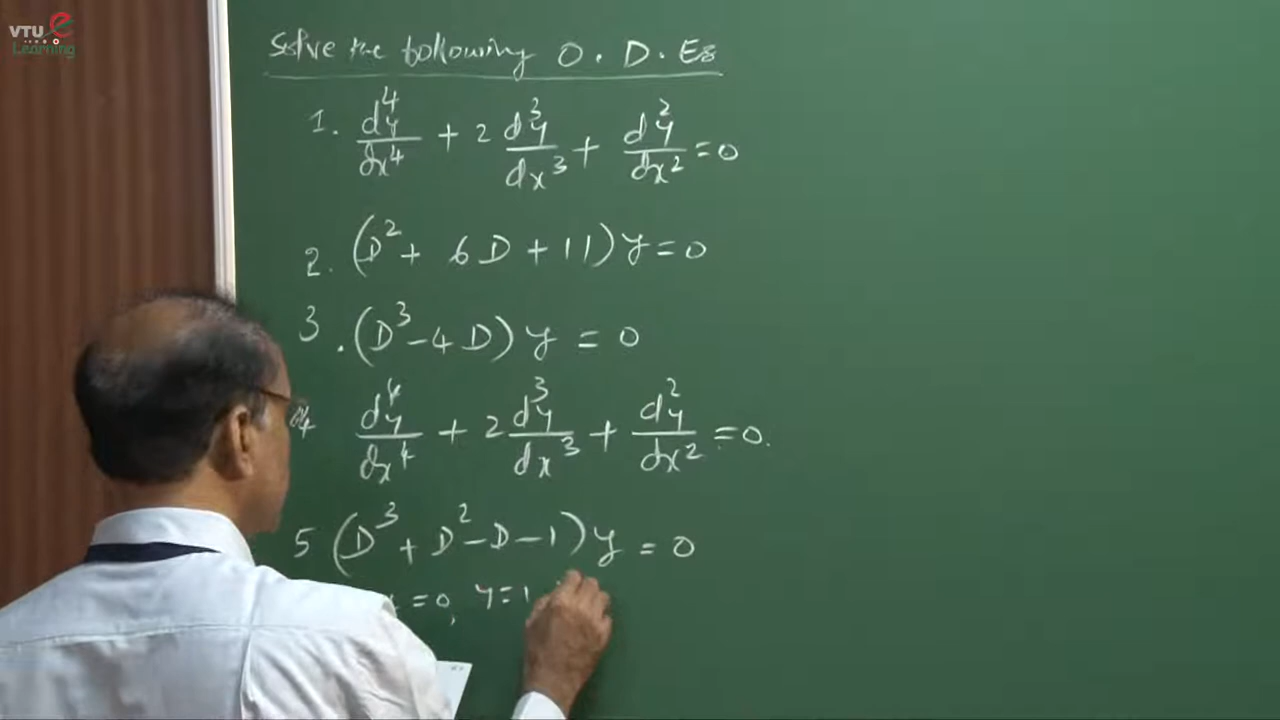 VTU e
Learning
Solve the following O.D.Es
1. d⁴y/dx⁴ + 2 d³y/dx³ + d²y/dx² = 0
2. (D² + 6D + 11)y = 0
3. (D³ - 4D)y = 0
4 d⁴y/dx⁴ + 2 d³y/dx³ + d²y/dx² = 0.
5 (D³ + D² - D - 1)y = 0
= 0, y = 1